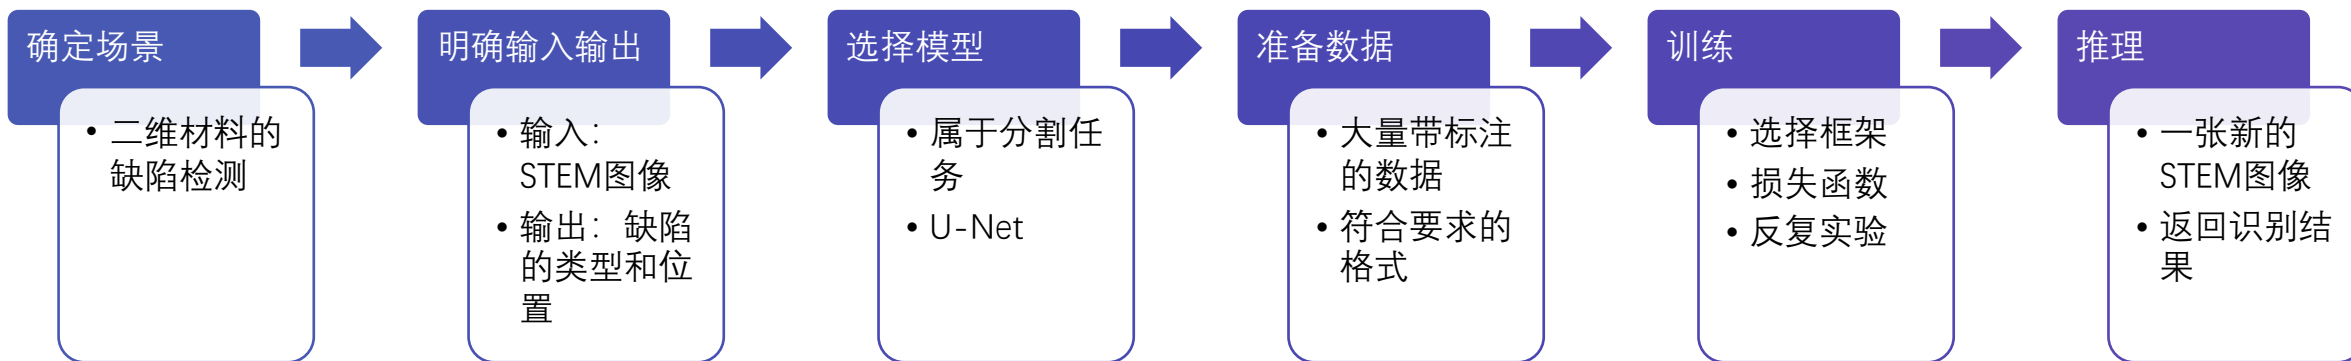 确定场景
• 二维材料的
缺陷检测
明确输入输出
• 输入：
STEM图像
• 输出：缺陷
的类型和位
置
选择模型
• 属于分割任
务
• U-Net
准备数据
• 大量带标注
的数据
• 符合要求的
格式
训练
• 选择框架
• 损失函数
• 反复实验
推理
• 一张新的
STEM图像
• 返回识别结
果